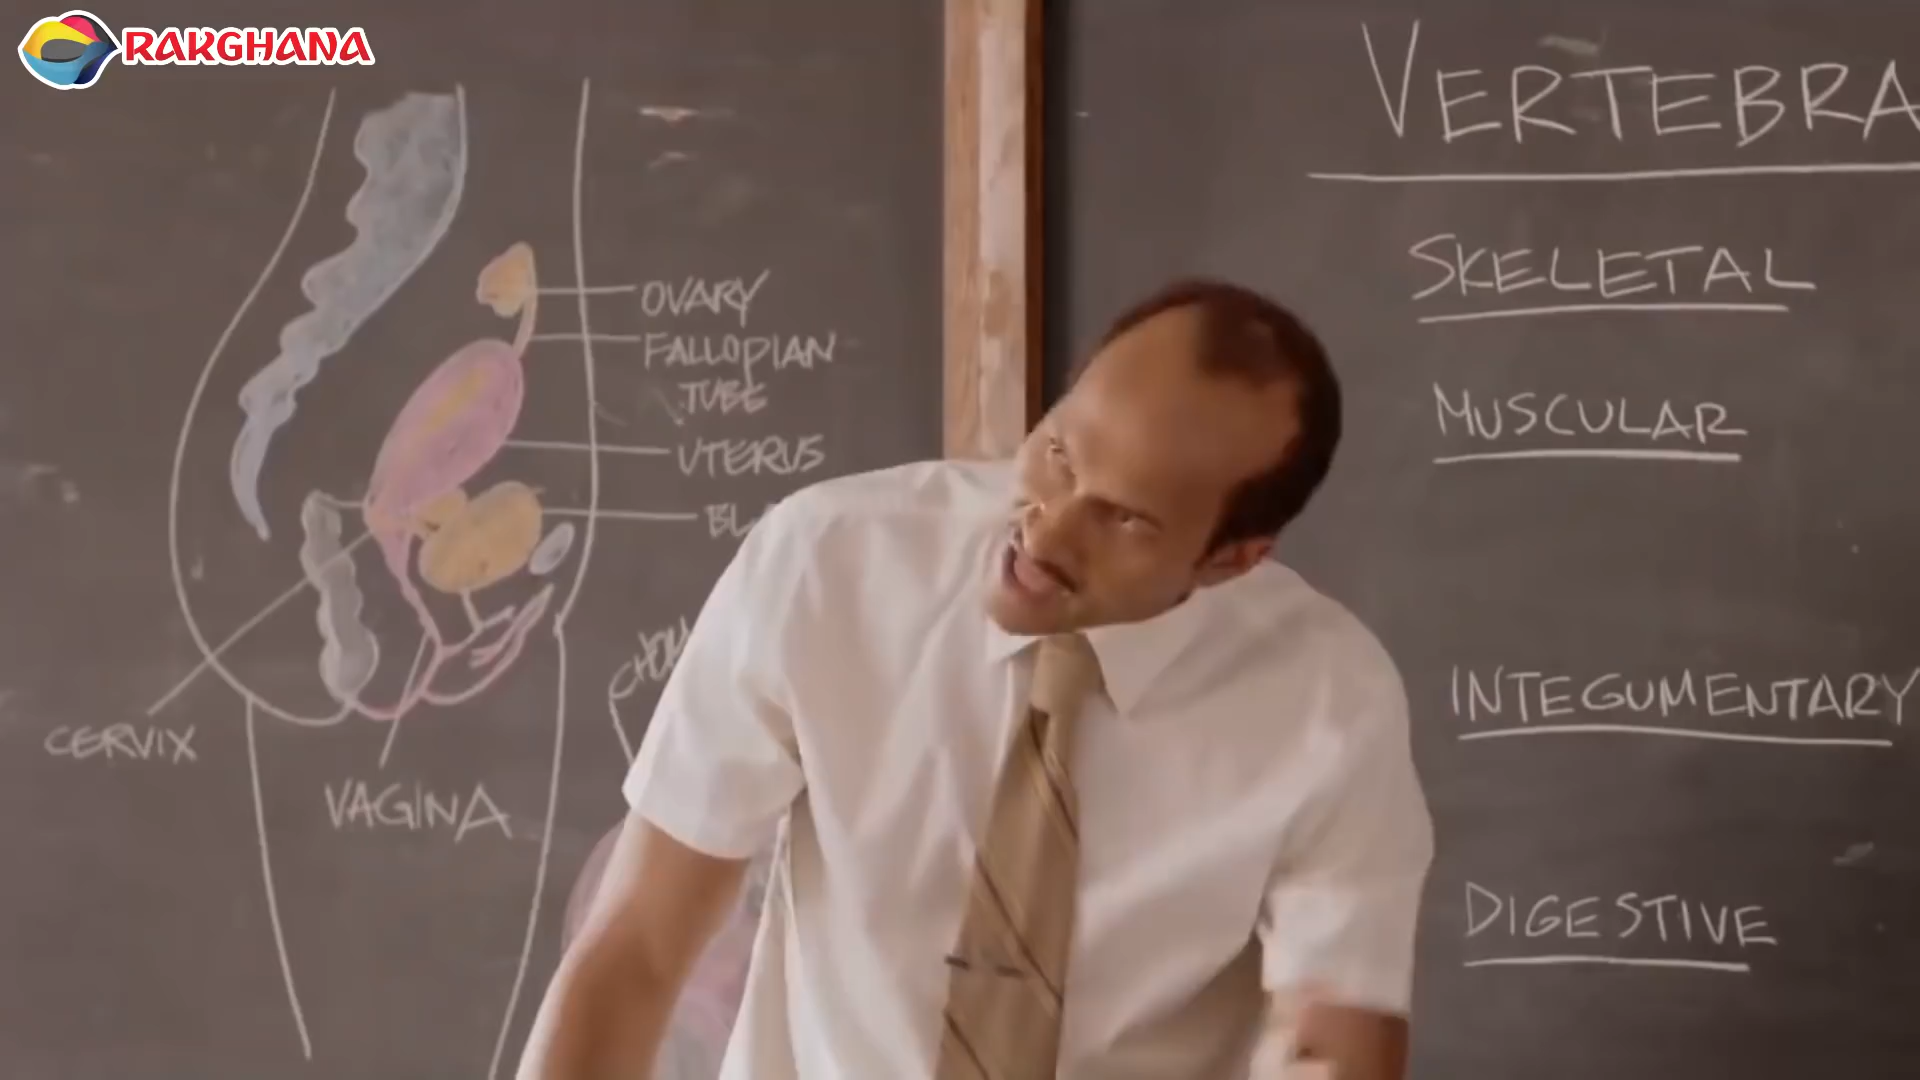 RAKGHANA
OVARY
FALLOPIAN
TUBE
UTERUS
CERVIX
VAGINA
VERTEBRA
SKELETAL
MUSCULAR
INTEGUMENTARY
DIGESTIVE